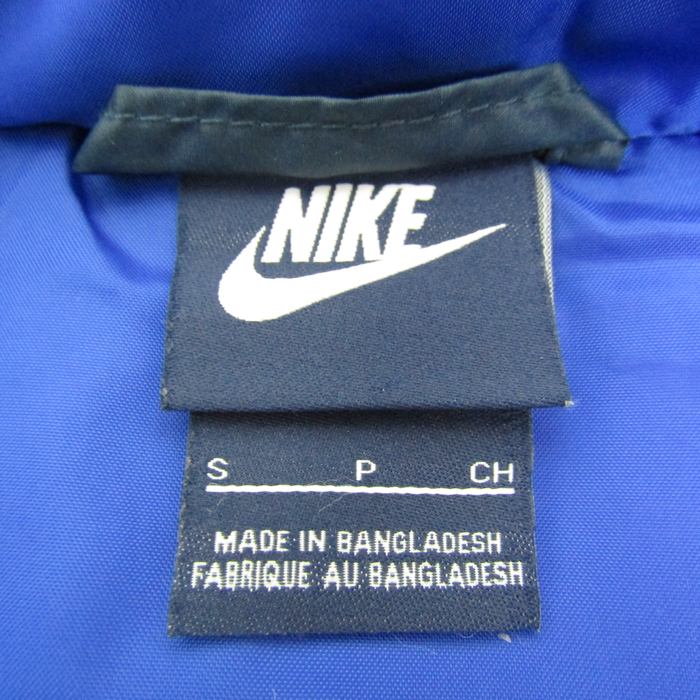 NIKE
S P CH
MADE IN BANGLADESH
FABRIQUE AU BANGLADESH